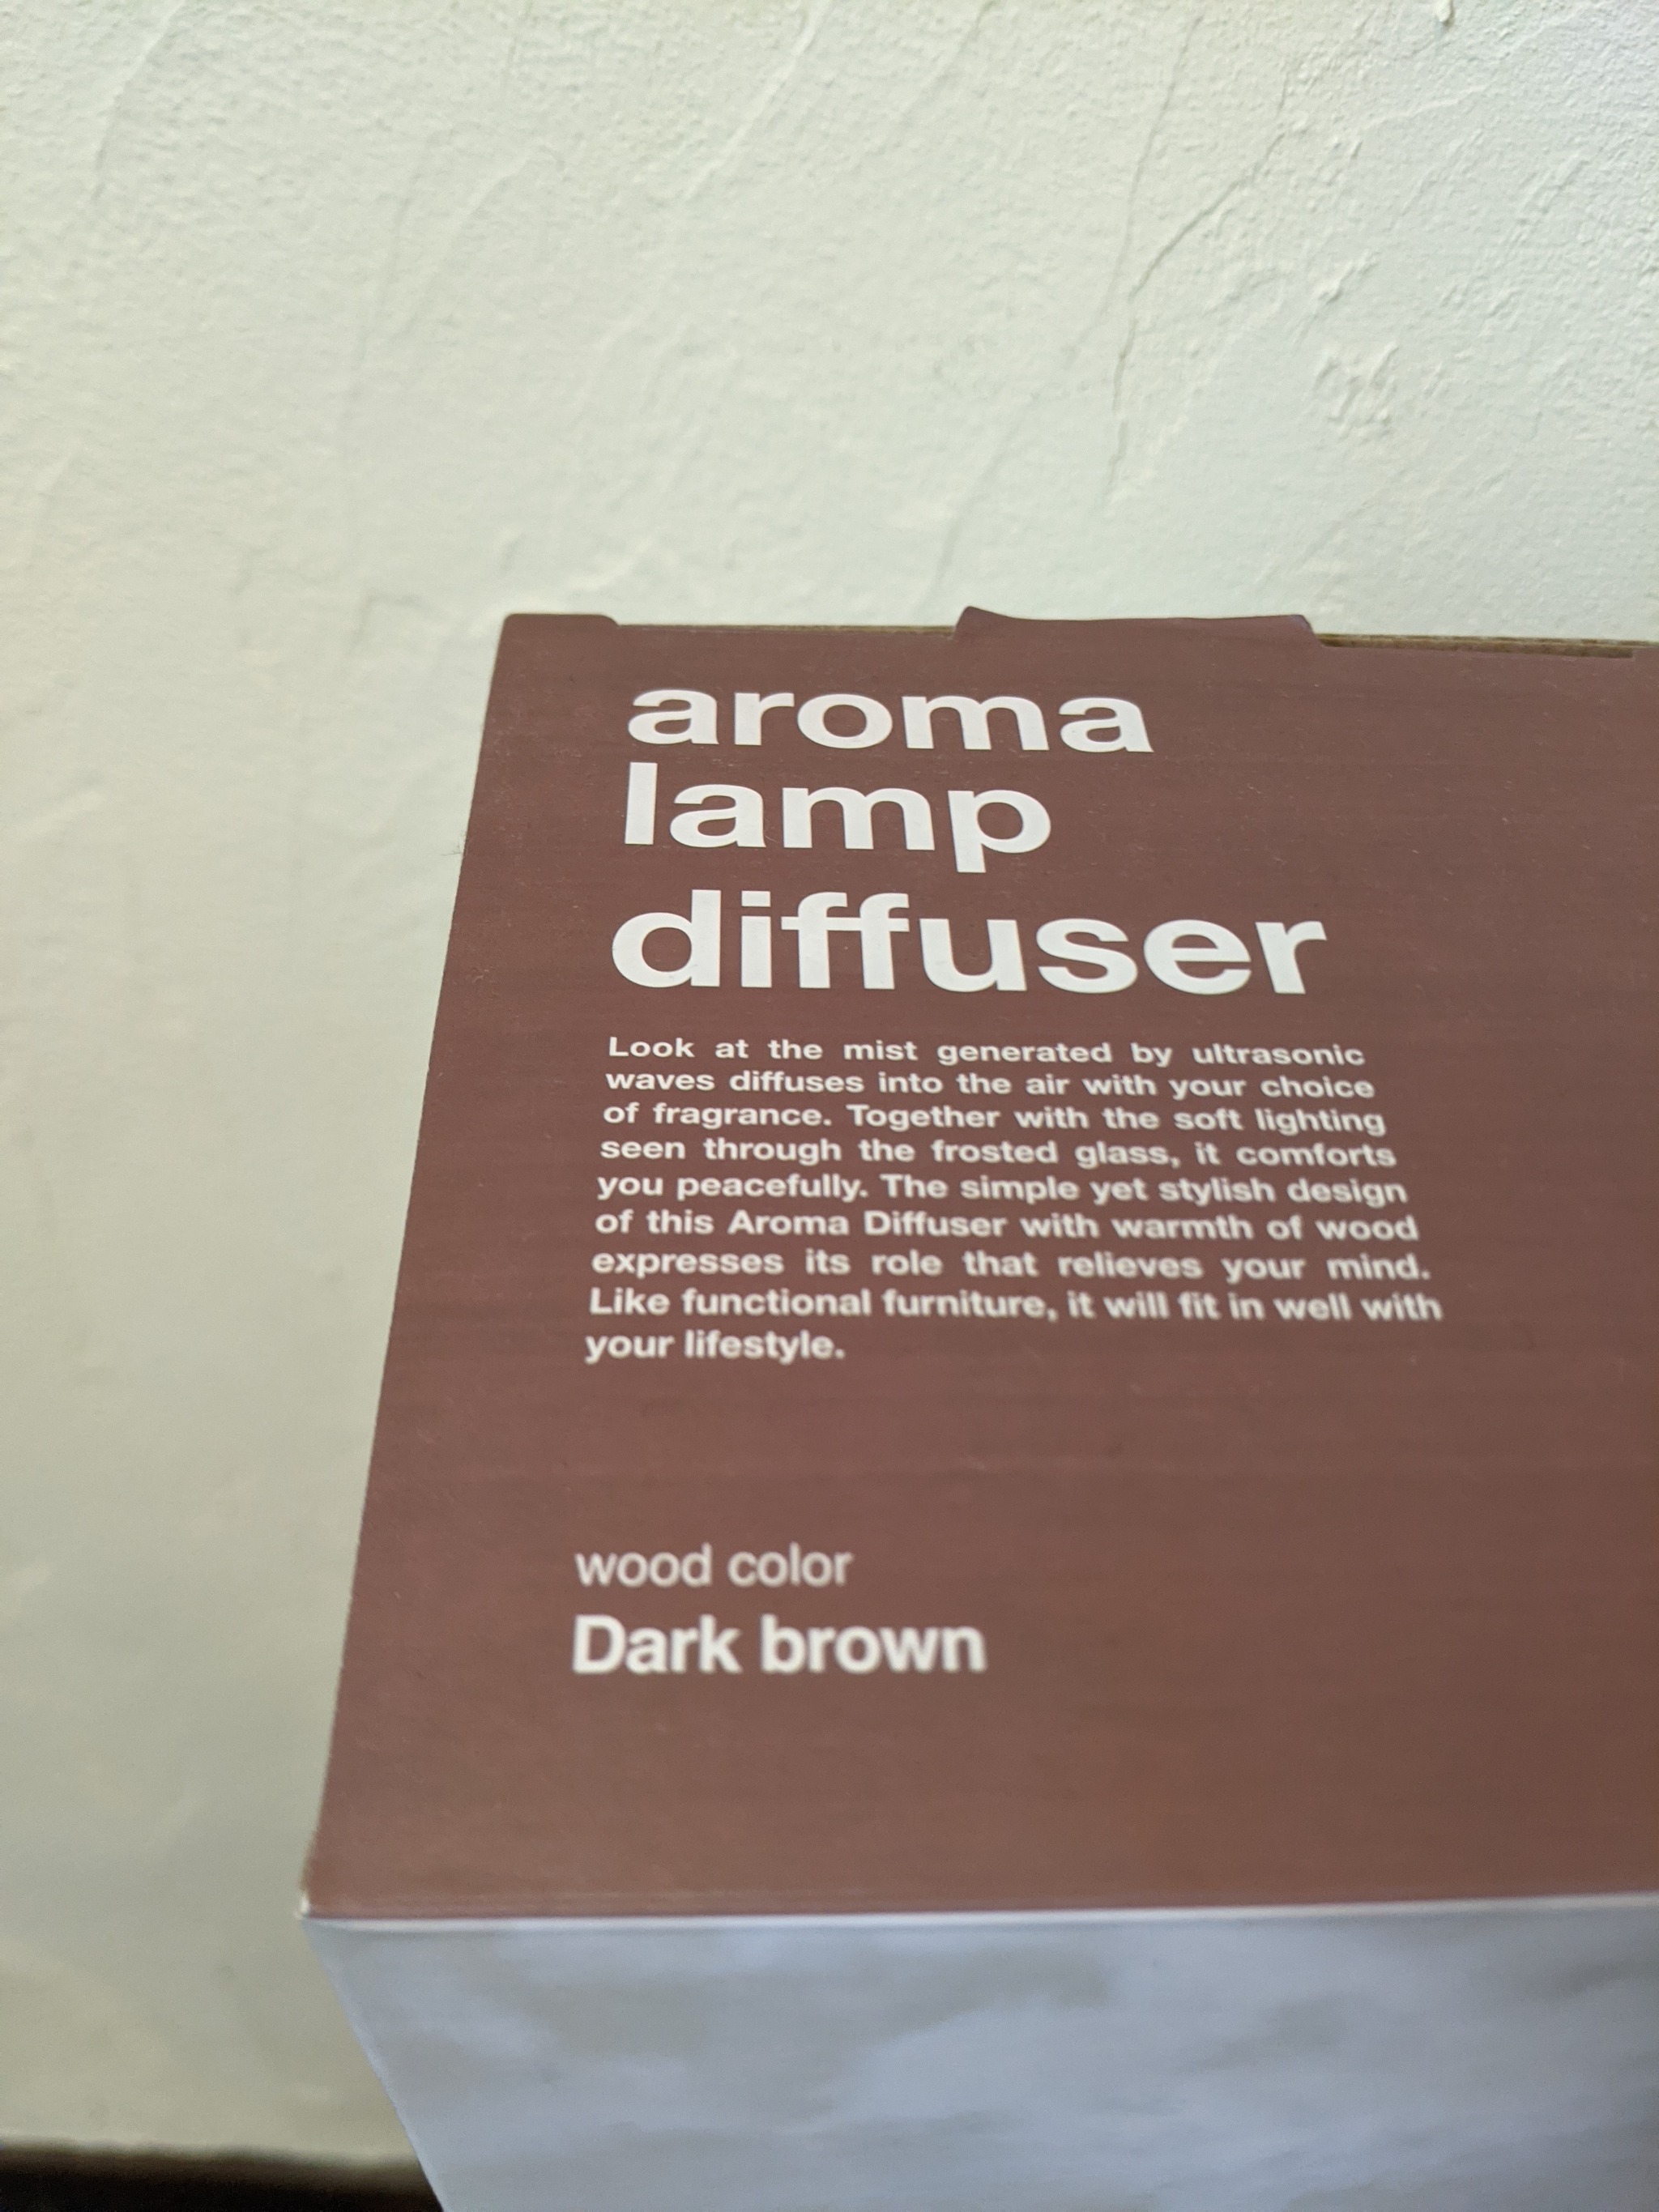 aroma
lamp
diffuser
Look at the mist generated by ultrasonic
waves diffuses into the air with your choice
of fragrance. Together with the soft lighting
seen through the frosted glass, it comforts
you peacefully. The simple yet stylish design
of this Aroma Diffuser with warmth of wood
expresses its role that relieves your mind.
Like functional furniture, it will fit in well with
your lifestyle.
wood color
Dark brown